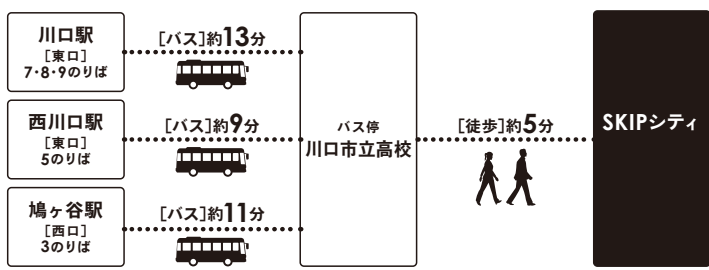 川口駅
[東口]
7・8・9のりば
[バス]約13分
西川口駅
[東口]
5のりば
[バス]約9分
鳩ヶ谷駅
[西口]
3のりば
[バス]約11分
バス停
川口市立高校
[徒歩]約5分
SKIPシティ